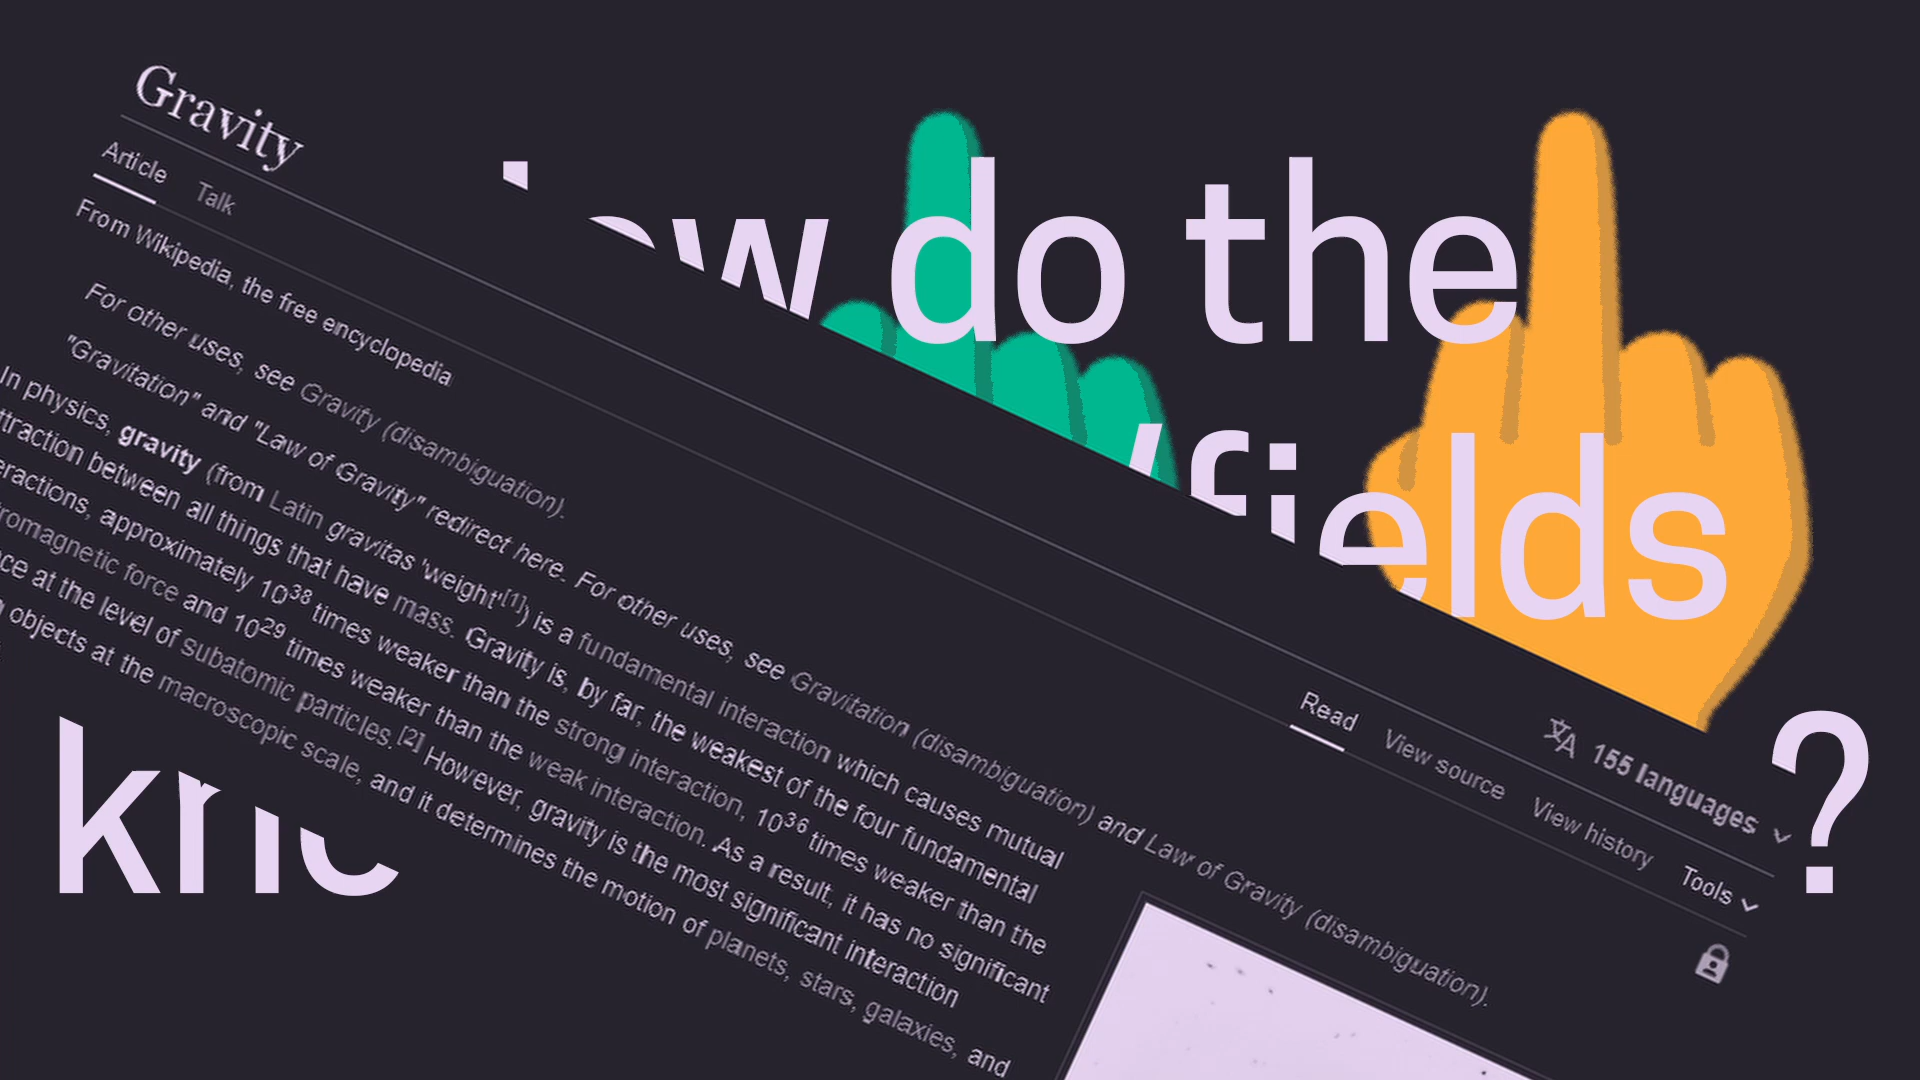 Gravity
Article Talk
From Wikipedia, the free encyclopedia
Read View source View history Tools
155 languages
For other uses, see Gravity (disambiguation).
"Gravitation" and "Law of Gravity" redirect here. For other uses, see Gravitation (disambiguation) and Law of Gravity (disambiguation).
In physics, gravity (from Latin gravitas 'weight'[1]) is a fundamental interaction which causes mutual
between all things that have mass. Gravity is, by far, the weakest of the four fundamental
approximately 10³⁸ times weaker than the strong interaction, 10³⁶ times weaker than the
force and 10²⁹ times weaker than the weak interaction. As a result, it has no significant
at the level of subatomic particles.[2] However, gravity is the most significant interaction
objects at the macroscopic scale, and it determines the motion of planets, stars, galaxies, and
do the
fields
?